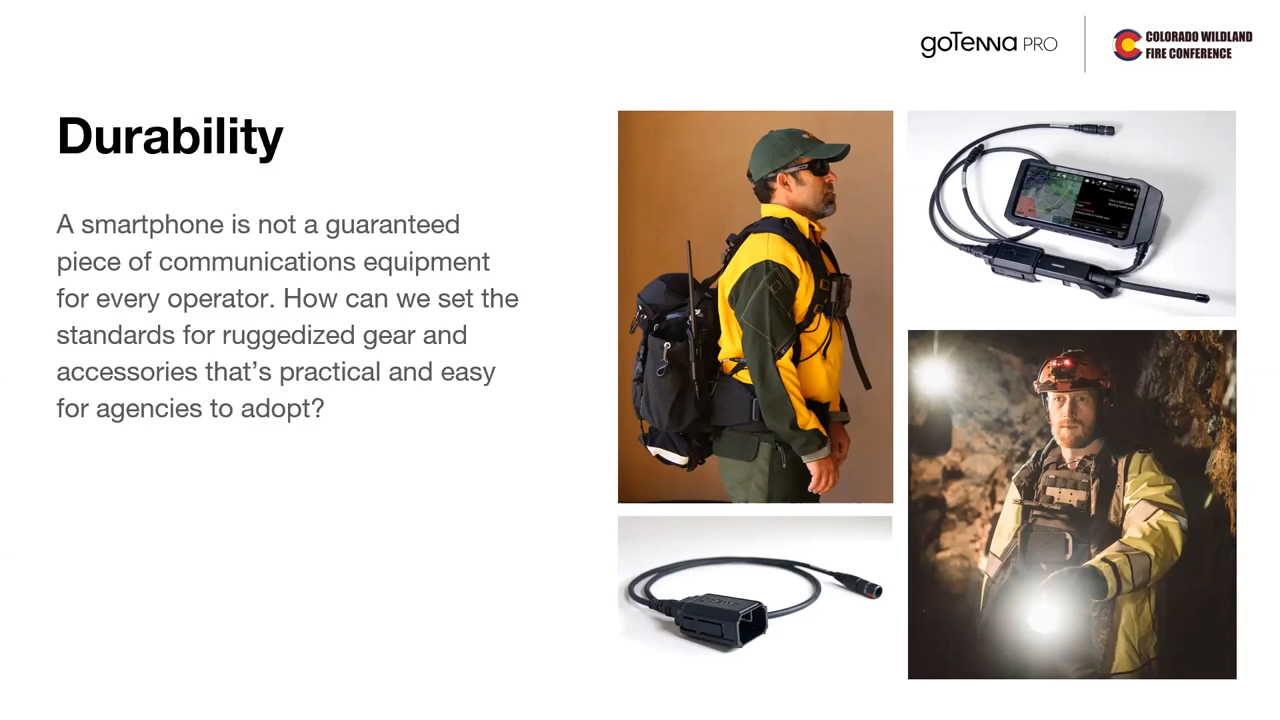 goTenna PRO
COLORADO WILDLAND
FIRE CONFERENCE
Durability
A smartphone is not a guaranteed
piece of communications equipment
for every operator. How can we set the
standards for ruggedized gear and
accessories that's practical and easy
for agencies to adopt?